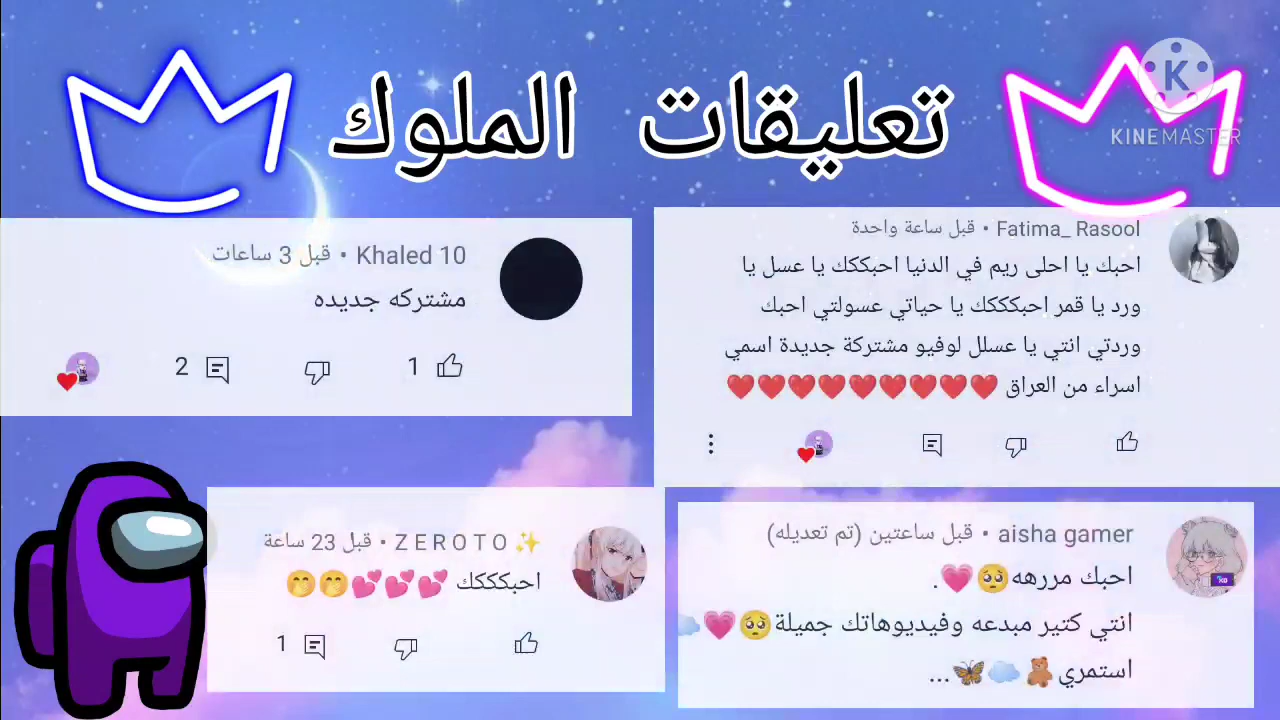 تعليقات الملوك
KINEMASTER
Fatima_ Rasool • قبل ساعة واحدة
احبك يا احلى ريم في الدنيا احبككك يا عسل يا
ورد يا قمر احبكككك يا حياتي عسولتي احبك
وردتي انتي يا عسلل لوفيو مشتركة جديدة اسمي
اسراء من العراق ❤️❤️❤️❤️❤️❤️❤️❤️❤️
Khaled 10 • قبل 3 ساعات
مشتركه جديده
1 2
aisha gamer • قبل ساعتين (تم تعديله)
احبك مررهه🥺💗.
انتي كتير مبدعه وفيديوهاتك جميلة🥺💗☁️
استمري🧸☁️🦋...
✨ Z E R O T O • قبل 23 ساعة
احبكككك 💕💕💕🤭🤭
1